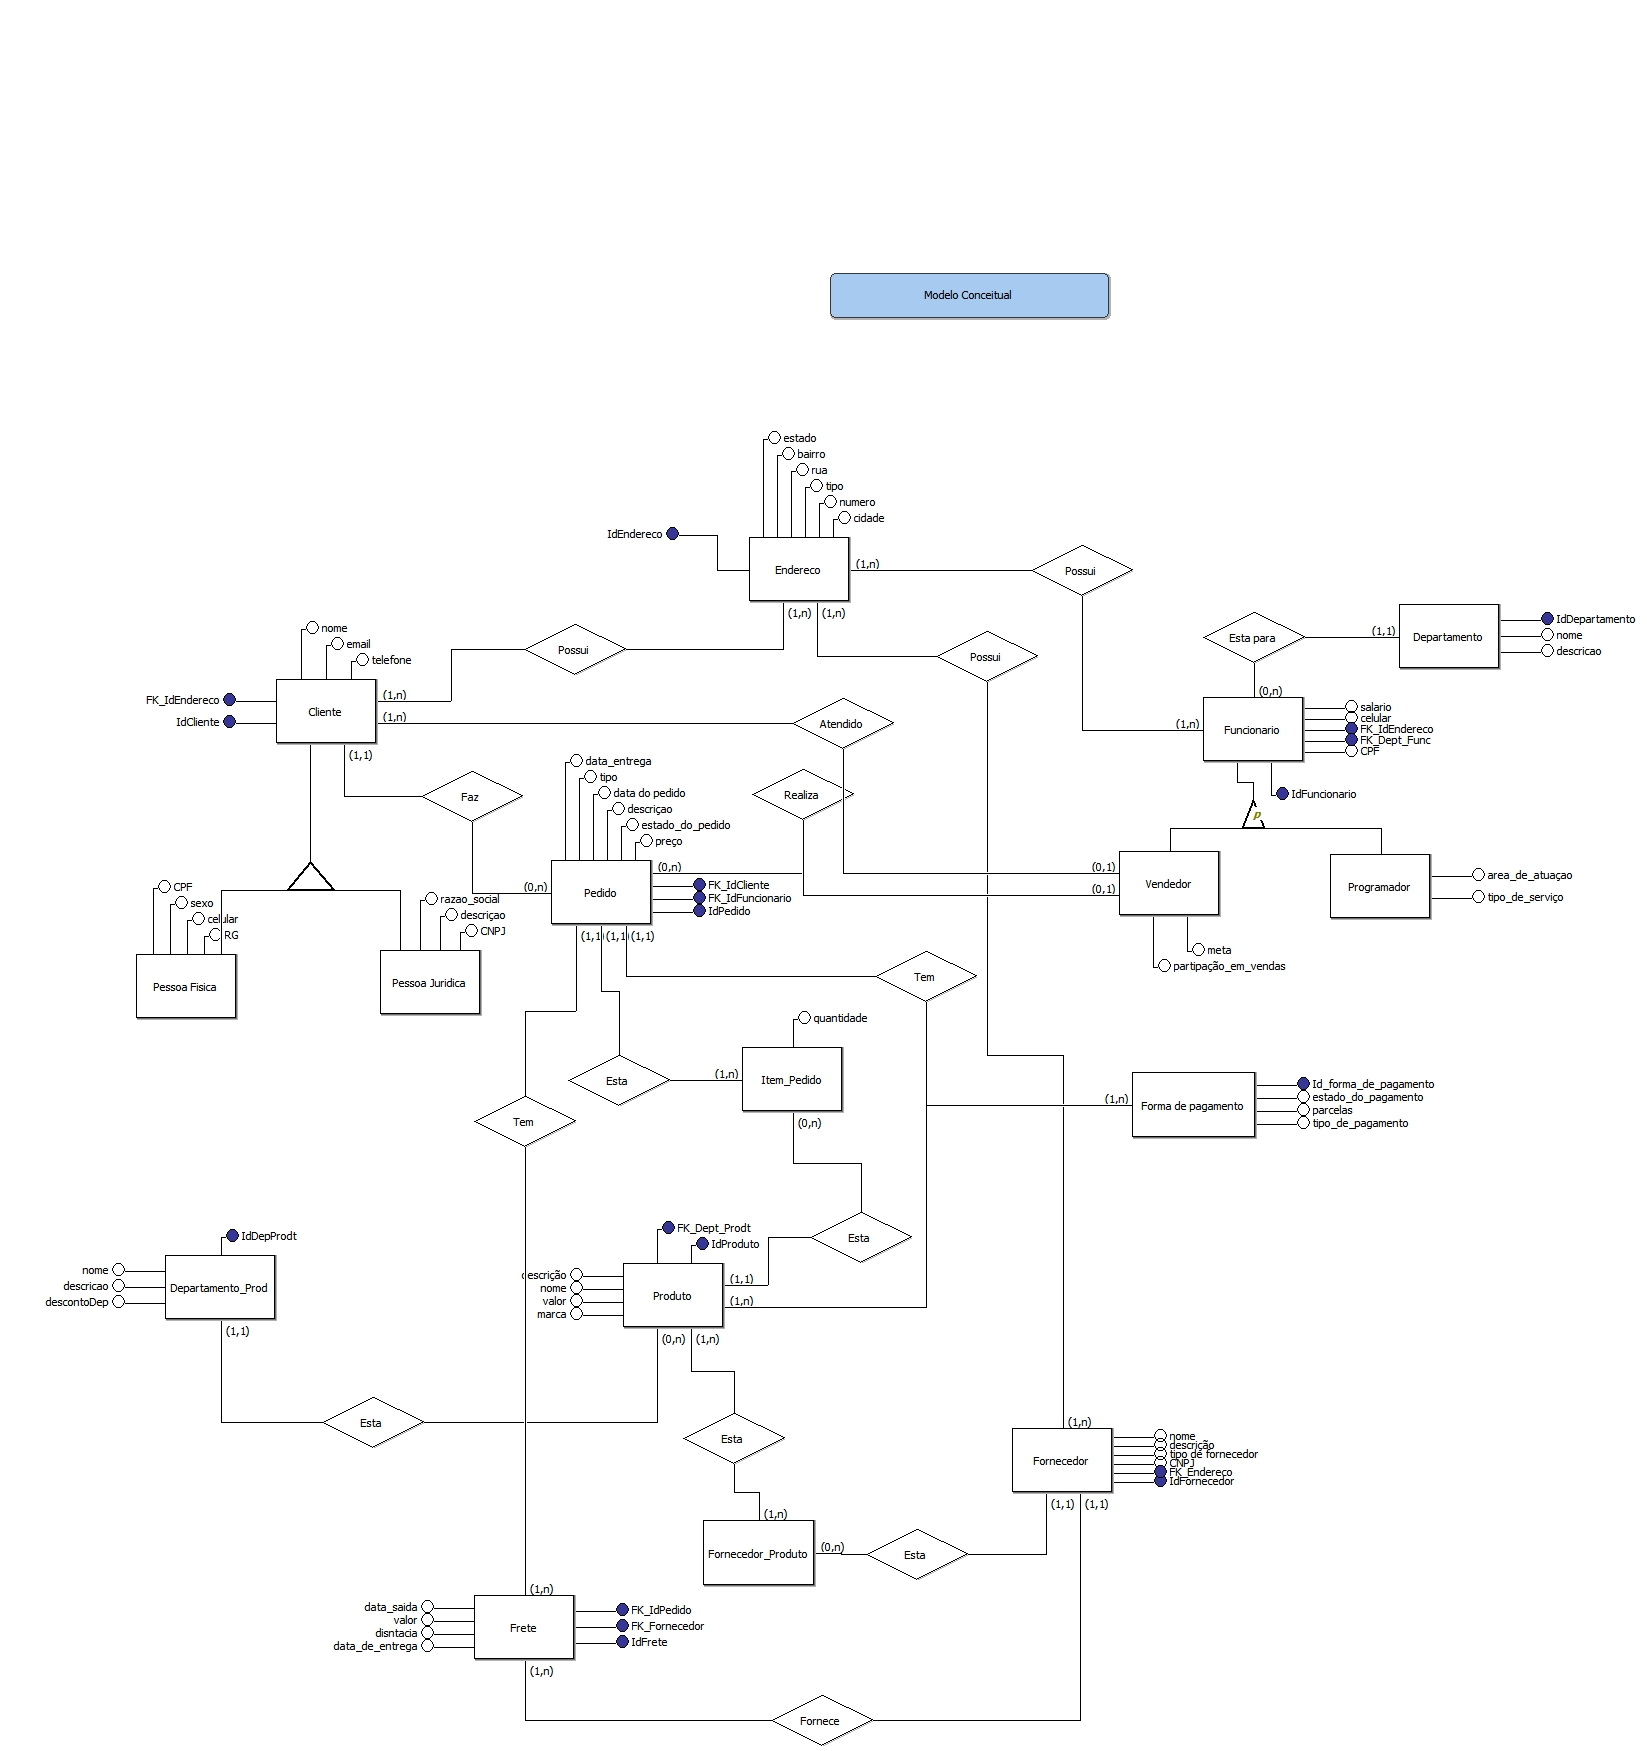 Modelo Conceitual
estado
bairro
rua
tipo
numero
cidade
IdEndereco
Endereco
(1,n)
(1,n)
(1,n)
Possui
Possui
Possui
nome
email
telefone
FK_IdEndereco
IdCliente
Cliente
(1,n)
(1,n)
(1,1)
Atendido
Esta para
(1,1)
Departamento
IdDepartamento
nome
descricao
(0,n)
(1,n)
Funcionario
salario
celular
FK_IdEndereco
FK_Dept_Func
CPF
IdFuncionario
p
Faz
Realiza
data_entrega
tipo
data do pedido
descriçao
estado_do_pedido
preço
(0,n)
Pedido
(0,n)
FK_IdCliente
FK_IdFuncionario
IdPedido
(1,1)
(1,1)
(1,1)
(0,1)
(0,1)
Vendedor
meta
partipação_em_vendas
Programador
area_de_atuaçao
tipo_de_serviço
CPF
sexo
celular
RG
Pessoa Fisica
razao_social
descriçao
CNPJ
Pessoa Juridica
Tem
quantidade
Esta
(1,n)
Item_Pedido
(0,n)
Tem
(1,n)
Forma de pagamento
Id_forma_de_pagamento
estado_do_pagamento
parcelas
tipo_de_pagamento
IdDepProdt
nome
descricao
descontoDep
Departamento_Prod
(1,1)
FK_Dept_Prodt
IdProduto
descrição
nome
valor
marca
Produto
(1,1)
(1,n)
(0,n)
(1,n)
Esta
Esta
Esta
(1,n)
Fornecedor
nome
descrição
tipo de fornecedor
CNPJ
FK_Endereco
IdFornecedor
(1,1)
(1,1)
(1,n)
Fornecedor_Produto
(0,n)
Esta
(1,n)
data_saida
valor
disntacia
data_de_entrega
Frete
FK_IdPedido
FK_Fornecedor
IdFrete
(1,n)
Fornece